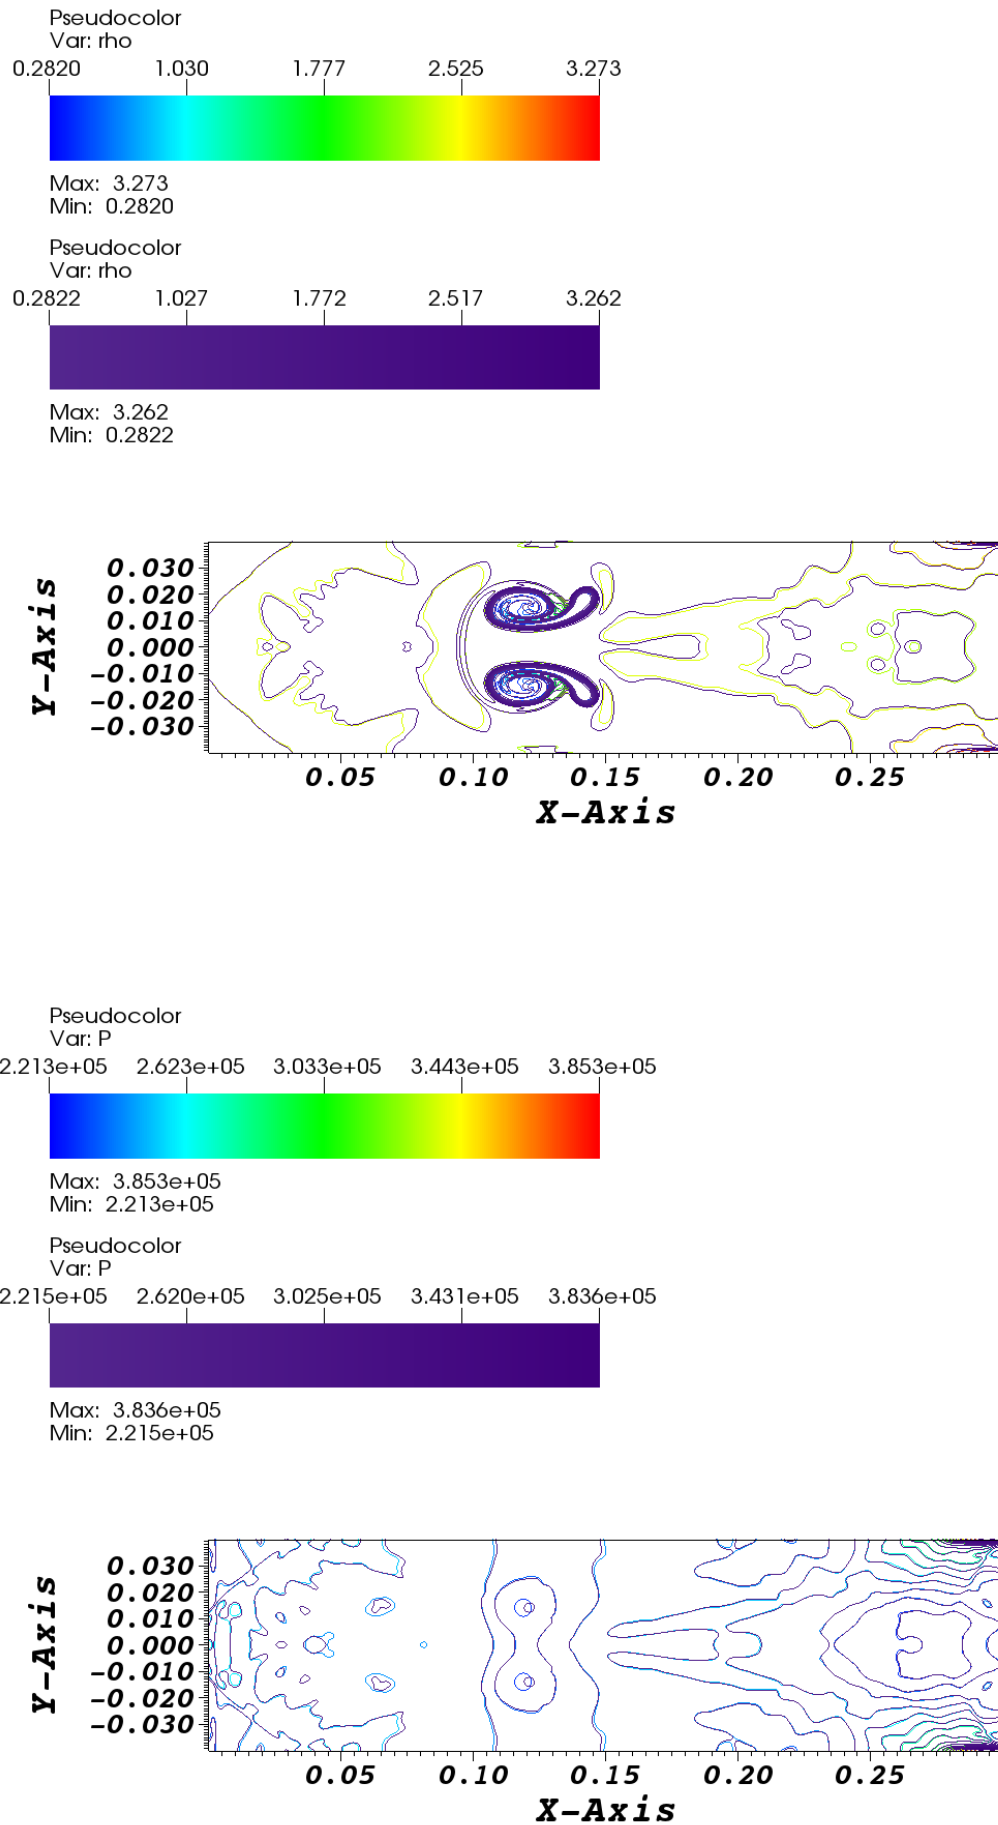 Pseudocolor
Var: rho
0.2820 1.030 1.777 2.525 3.273
Max: 3.273
Min: 0.2820
Pseudocolor
Var: rho
0.2822 1.027 1.772 2.517 3.262
Max: 3.262
Min: 0.2822
Y-Axis
0.030
0.020
0.010
0.000
-0.010
-0.020
-0.030
0.05 0.10 0.15 0.20 0.25
X-Axis
Pseudocolor
Var: P
2.213e+05 2.623e+05 3.033e+05 3.443e+05 3.853e+05
Max: 3.853e+05
Min: 2.213e+05
Pseudocolor
Var: P
2.215e+05 2.620e+05 3.025e+05 3.431e+05 3.836e+05
Max: 3.836e+05
Min: 2.215e+05
Y-Axis
0.030
0.020
0.010
0.000
-0.010
-0.020
-0.030
0.05 0.10 0.15 0.20 0.25
X-Axis